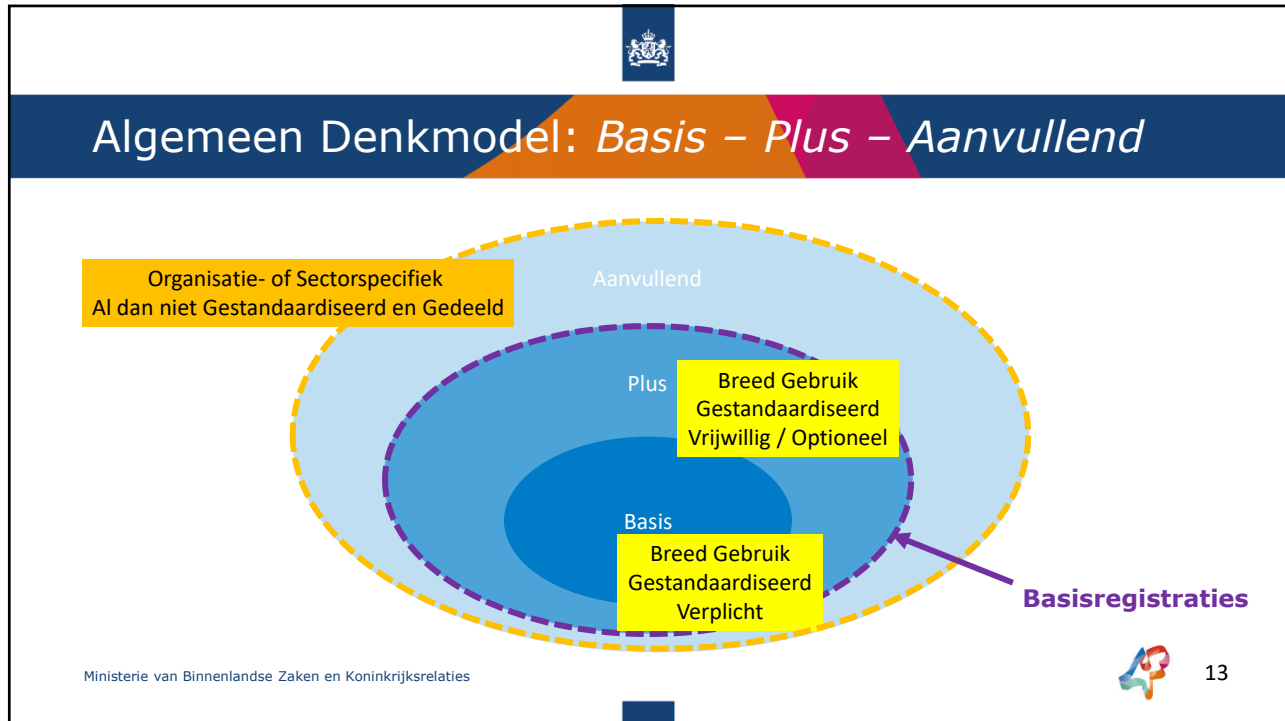 Algemeen Denkmodel: Basis – Plus – Aanvullend
Organisatie- of Sectorspecifiek
Al dan niet Gestandaardiseerd en Gedeeld
Aanvullend
Plus
Breed Gebruik
Gestandaardiseerd
Vrijwillig / Optioneel
Basis
Breed Gebruik
Gestandaardiseerd
Verplicht
Basisregistraties
Ministerie van Binnenlandse Zaken en Koninkrijksrelaties
13